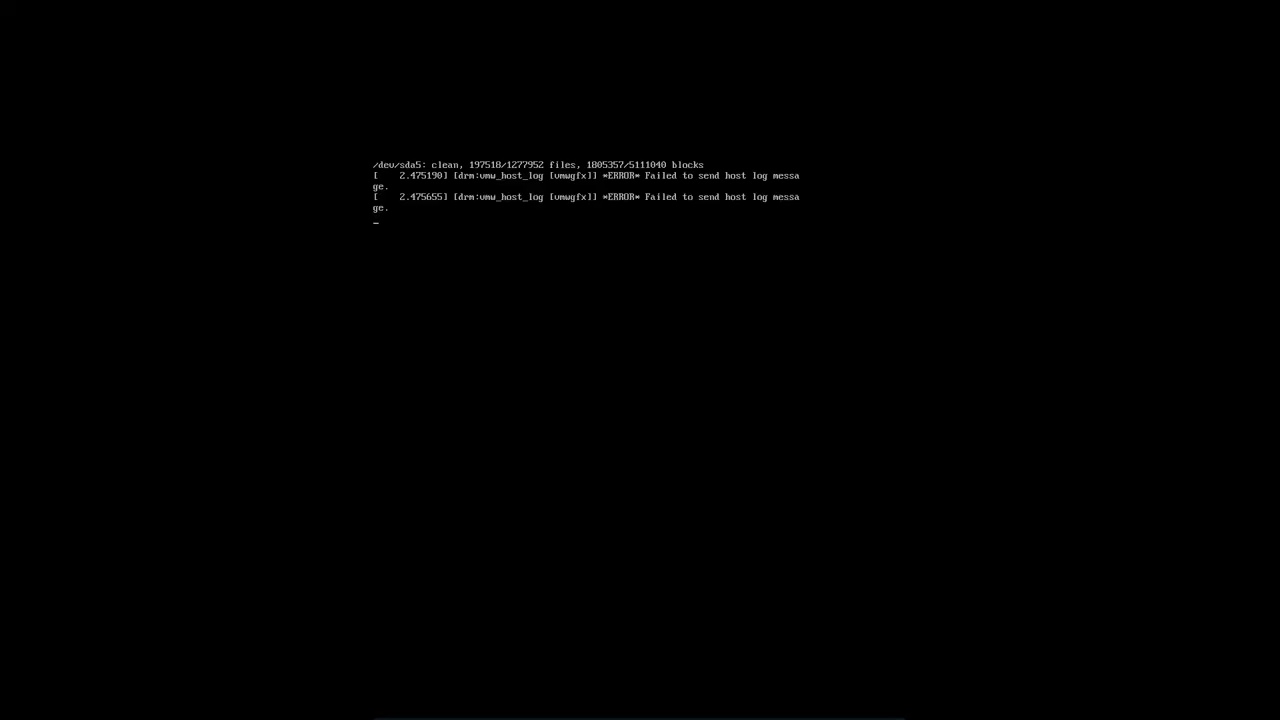 /dev/sda5: clean, 197518/1277952 files, 1805357/5111040 blocks
[    2.475190] [drm:vmw_host_log [vmwgfx]] *ERROR* Failed to send host log messa
ge.
[    2.475655] [drm:vmw_host_log [vmwgfx]] *ERROR* Failed to send host log messa
ge.
_